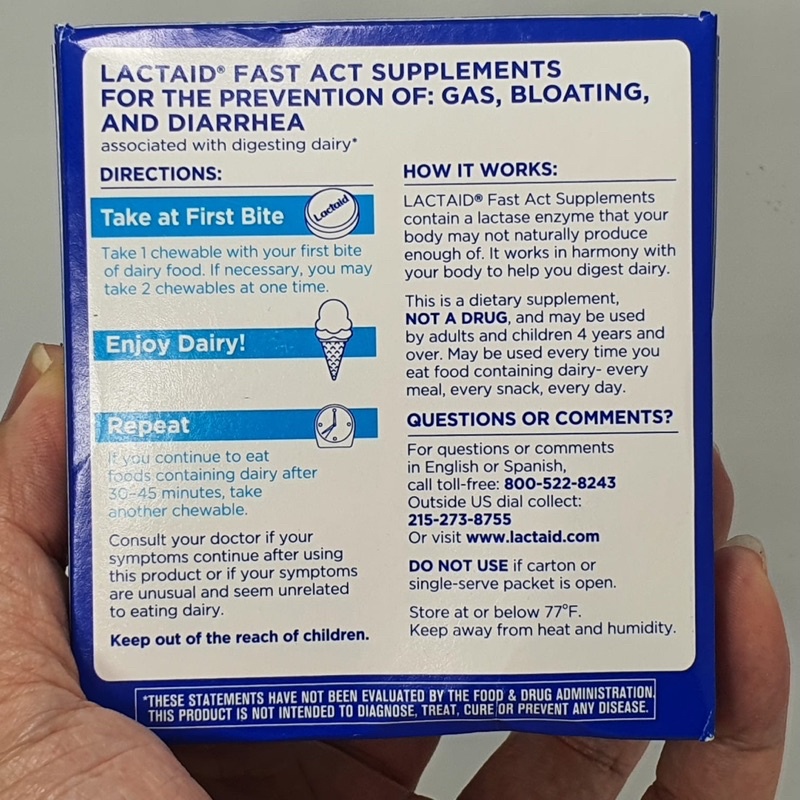 LACTAID® FAST ACT SUPPLEMENTS
FOR THE PREVENTION OF: GAS, BLOATING,
AND DIARRHEA
associated with digesting dairy*
DIRECTIONS:
Take at First Bite
Lactaid
Take 1 chewable with your first bite
of dairy food. If necessary, you may
take 2 chewables at one time.
Enjoy Dairy!
Repeat
If you continue to eat
foods containing dairy after
30-45 minutes, take
another chewable.
Consult your doctor if your
symptoms continue after using
this product or if your symptoms
are unusual and seem unrelated
to eating dairy.
Keep out of the reach of children.
HOW IT WORKS:
LACTAID® Fast Act Supplements
contain a lactase enzyme that your
body may not naturally produce
enough of. It works in harmony with
your body to help you digest dairy.
This is a dietary supplement,
NOT A DRUG, and may be used
by adults and children 4 years and
over. May be used every time you
eat food containing dairy- every
meal, every snack, every day.
QUESTIONS OR COMMENTS?
For questions or comments
in English or Spanish,
call toll-free: 800-522-8243
Outside US dial collect:
215-273-8755
Or visit www.lactaid.com
DO NOT USE if carton or
single-serve packet is open.
Store at or below 77°F.
Keep away from heat and humidity.
*THESE STATEMENTS HAVE NOT BEEN EVALUATED BY THE FOOD & DRUG ADMINISTRATION.
THIS PRODUCT IS NOT INTENDED TO DIAGNOSE, TREAT, CURE OR PREVENT ANY DISEASE.